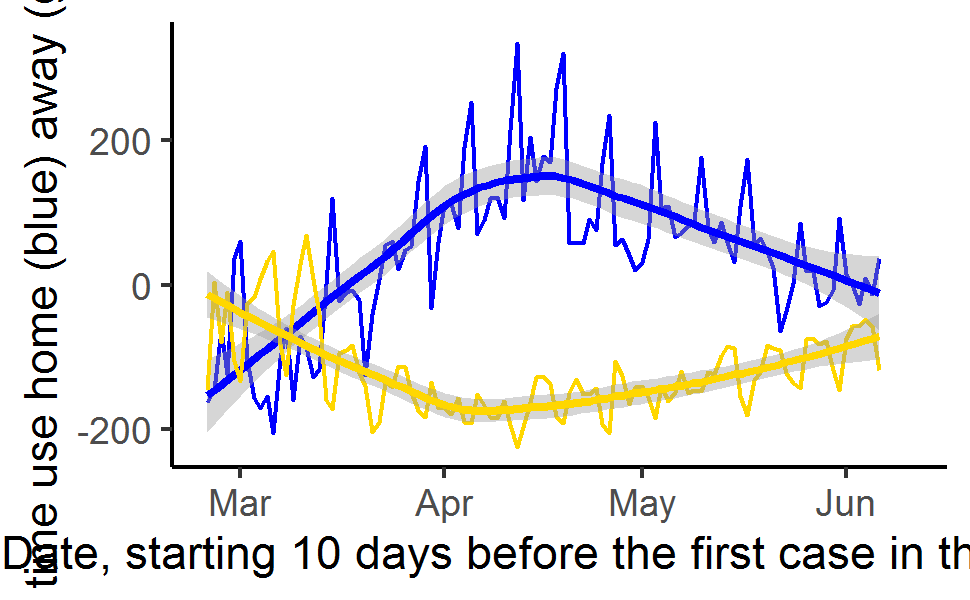 time use home (blue) away (
200
0
-200
Mar Apr May Jun
Date, starting 10 days before the first case in th